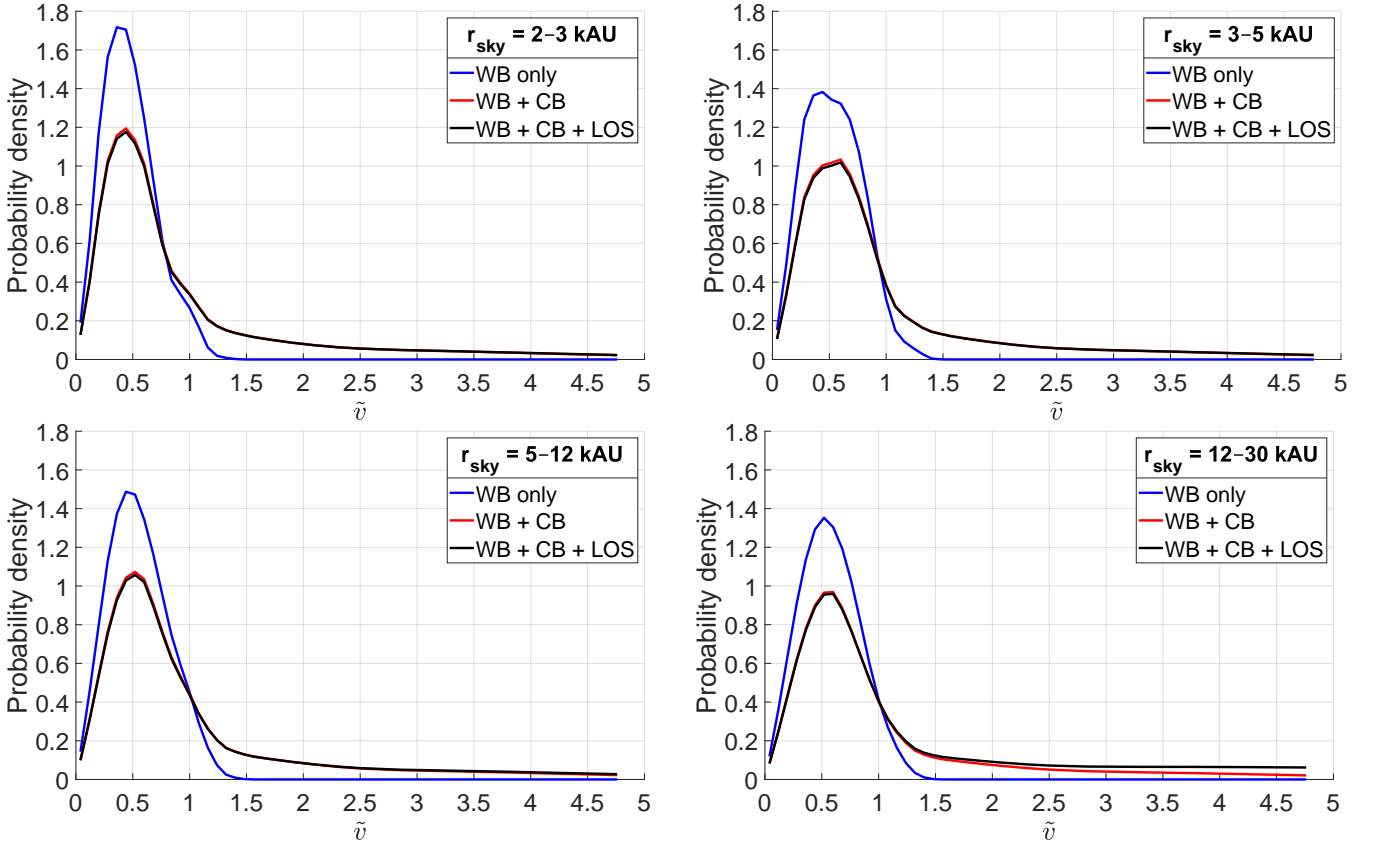 r_sky = 2–3 kAU
WB only
WB + CB
WB + CB + LOS
Probability density
1.8
1.6
1.4
1.2
1
0.8
0.6
0.4
0.2
0
0 0.5 1 1.5 2 2.5 3 3.5 4 4.5 5
ṽ
r_sky = 3–5 kAU
WB only
WB + CB
WB + CB + LOS
Probability density
1.8
1.6
1.4
1.2
1
0.8
0.6
0.4
0.2
0
0 0.5 1 1.5 2 2.5 3 3.5 4 4.5 5
ṽ
r_sky = 5–12 kAU
WB only
WB + CB
WB + CB + LOS
Probability density
1.8
1.6
1.4
1.2
1
0.8
0.6
0.4
0.2
0
0 0.5 1 1.5 2 2.5 3 3.5 4 4.5 5
ṽ
r_sky = 12–30 kAU
WB only
WB + CB
WB + CB + LOS
Probability density
1.8
1.6
1.4
1.2
1
0.8
0.6
0.4
0.2
0
0 0.5 1 1.5 2 2.5 3 3.5 4 4.5 5
ṽ